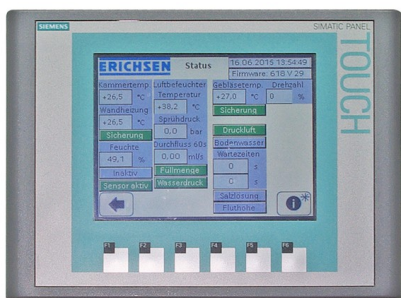 SIEMENS
SIMATIC PANEL
TOUCH
ERICHSEN
Status
16.06.2015 13:54:49
Firmware: 618 V 29
Kammertemp.
+26,5 °C
Wandheizung
+26,5 °C
Sicherung
Feuchte
49,1 %
Inaktiv
Sensor aktiv
Luftbefeuchter
Temperatur
+38,2 °C
Sprühdruck
0,0 bar
Durchfluss 60s
0,00 ml/s
Füllmenge
Wasserdruck
Gebläsetemp.
+27,0 °C
Drehzahl
0 %
Sicherung
Druckluft
Bodenwasser
Wartezeiten
0 s
0 s
Salzlösung
Fluthöhe
F1
F2
F3
F4
F5
F6